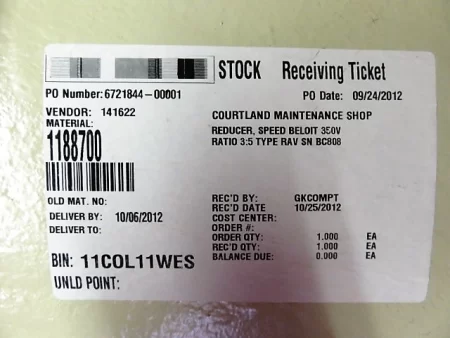 STOCK Receiving Ticket
PO Number: 6721844-00001 PO Date: 09/24/2012
VENDOR: 141622 COURTLAND MAINTENANCE SHOP
MATERIAL: REDUCER, SPEED BELOIT 350V
1188700 RATIO 3:5 TYPE RAV SN BC808
OLD MAT. NO: REC'D BY: GKCOMPT
DELIVER BY: 10/06/2012 REC'D DATE 10/25/2012
COST CENTER:
DELIVER TO: ORDER #:
ORDER QTY: 1.000 EA
REC'D QTY: 1.000 EA
BIN: 11COL11WES BALANCE DUE: 0.000 EA
UNLD POINT: